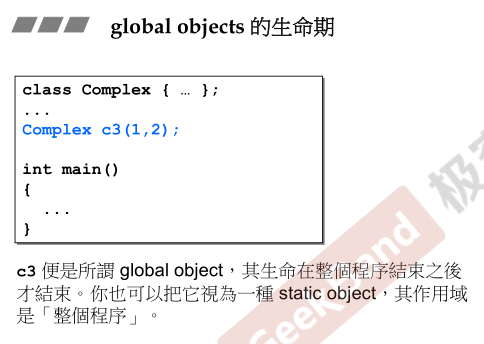 global objects 的生命期
class Complex { … };
...
Complex c3(1,2);
int main()
{
...
}
c3 便是所謂 global object，其生命在整個程序結束之後
才結束。你也可以把它視為一種 static object，其作用域
是「整個程序」。
GeekBand 极客